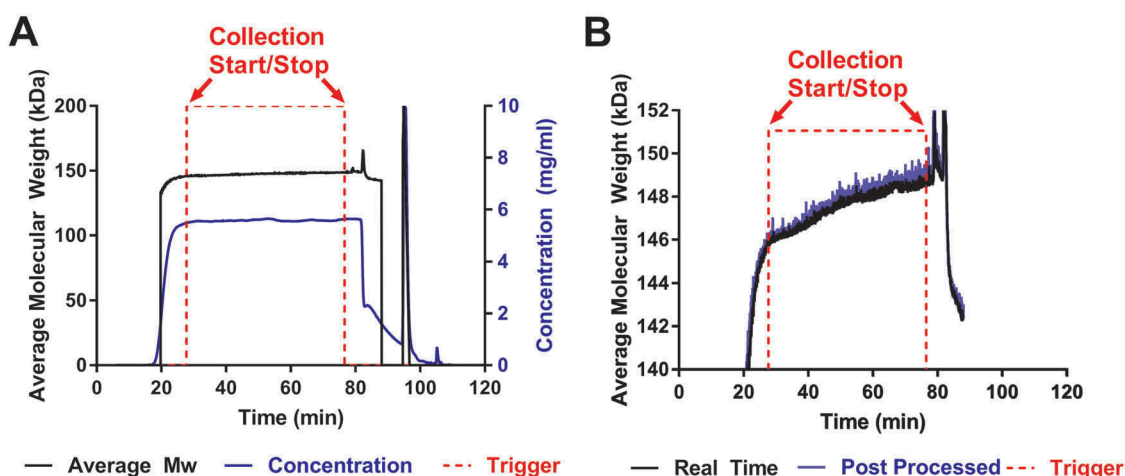 A
Collection
Start/Stop
Average Molecular Weight (kDa)
200
150
100
50
0
10
8
6
4
2
0
Concentration (mg/ml)
0 20 40 60 80 100 120
Time (min)
Average Mw Concentration Trigger
B
Collection
Start/Stop
Average Molecular Weight (kDa)
152
150
148
146
144
142
140
0 20 40 60 80 100 120
Time (min)
Real Time Post Processed Trigger